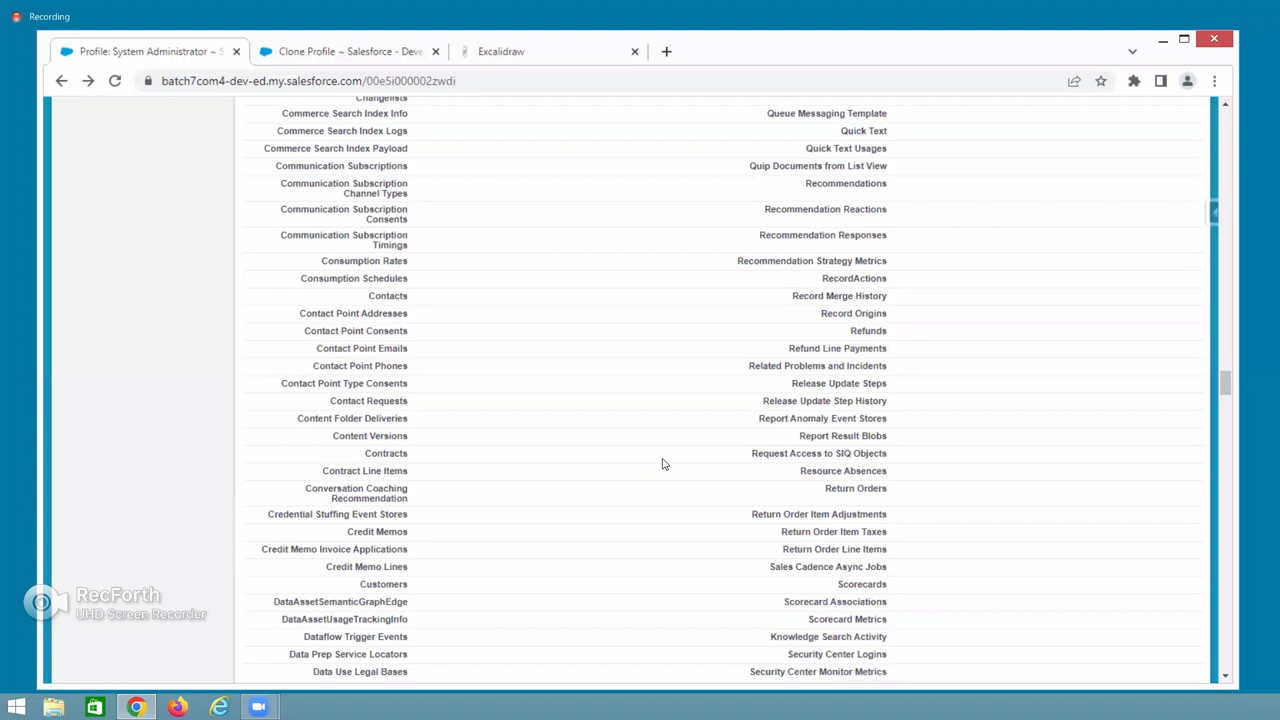 Recording
Profile: System Administrator ~ S
Clone Profile ~ Salesforce - Deve
Excalidraw
batch7com4-dev-ed.my.salesforce.com/00e5i000002zwdi
Changelists
Commerce Search Index Info
Queue Messaging Template
Commerce Search Index Logs
Quick Text
Commerce Search Index Payload
Quick Text Usages
Communication Subscriptions
Quip Documents from List View
Communication Subscription
Channel Types
Recommendations
Communication Subscription
Consents
Recommendation Reactions
Communication Subscription
Timings
Recommendation Responses
Consumption Rates
Recommendation Strategy Metrics
Consumption Schedules
RecordActions
Contacts
Record Merge History
Contact Point Addresses
Record Origins
Contact Point Consents
Refunds
Contact Point Emails
Refund Line Payments
Contact Point Phones
Related Problems and Incidents
Contact Point Type Consents
Release Update Steps
Contact Requests
Release Update Step History
Content Folder Deliveries
Report Anomaly Event Stores
Content Versions
Report Result Blobs
Contracts
Request Access to SIQ Objects
Contract Line Items
Resource Absences
Conversation Coaching
Recommendation
Return Orders
Credential Stuffing Event Stores
Return Order Item Adjustments
Credit Memos
Return Order Item Taxes
Credit Memo Invoice Applications
Return Order Line Items
Credit Memo Lines
Sales Cadence Async Jobs
Customers
Scorecards
DataAssetSemanticGraphEdge
Scorecard Associations
DataAssetUsageTrackingInfo
Scorecard Metrics
Dataflow Trigger Events
Knowledge Search Activity
Data Prep Service Locators
Security Center Logins
Data Use Legal Bases
Security Center Monitor Metrics
RecForth
UHD Screen Recorder